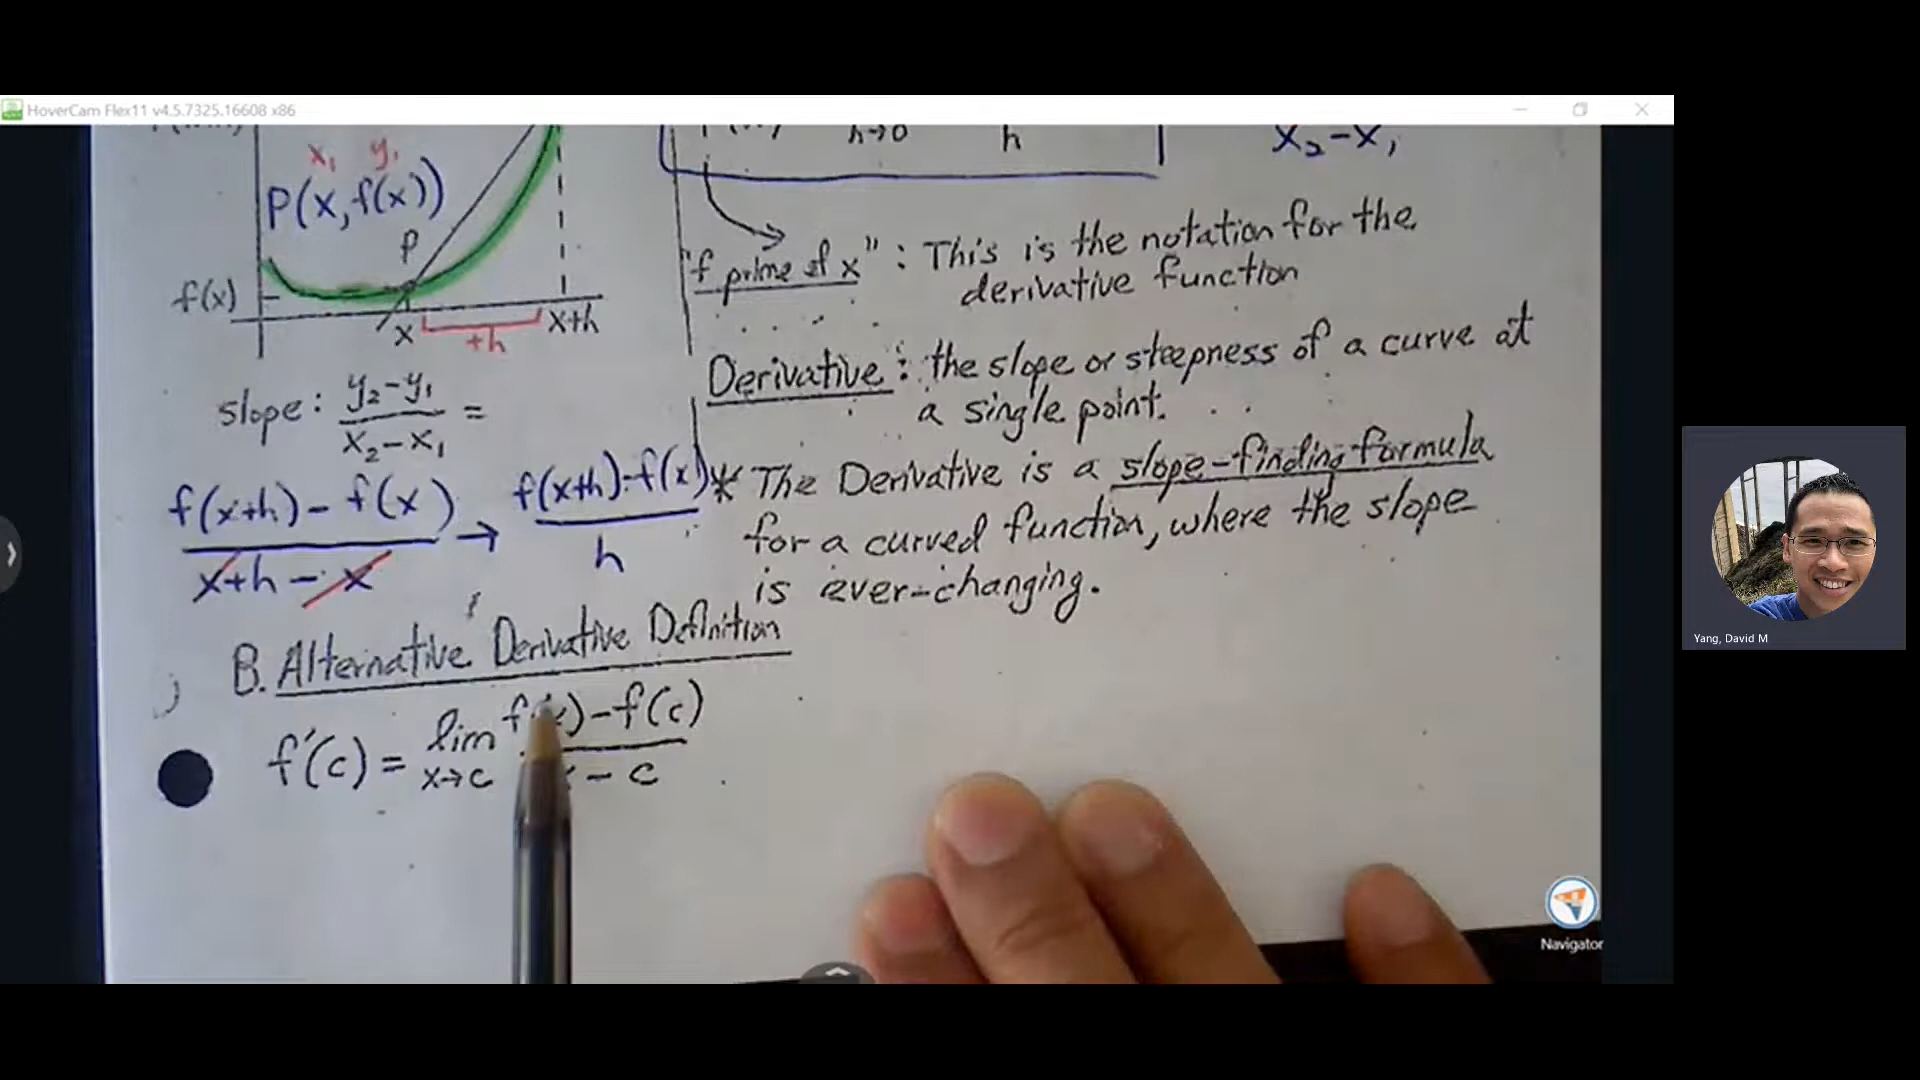 HoverCam Flex11 v4.5.7325.16608 x86
x₁ y₁
P(x, f(x))
P
f(x)
x +h x+h
h→0 h
x₂-x₁
"f prime of x" : This is the notation for the
derivative function
Derivative : the slope or steepness of a curve at
a single point.
slope : y₂-y₁ / x₂-x₁ =
f(x+h) - f(x) / x+h - x → f(x+h)-f(x) / h
* The Derivative is a slope-finding formula
for a curved function, where the slope
is ever-changing.
B. Alternative Derivative Definition
f'(c) = lim x→c f( ) - f(c) / - c
Navigator
Yang, David M